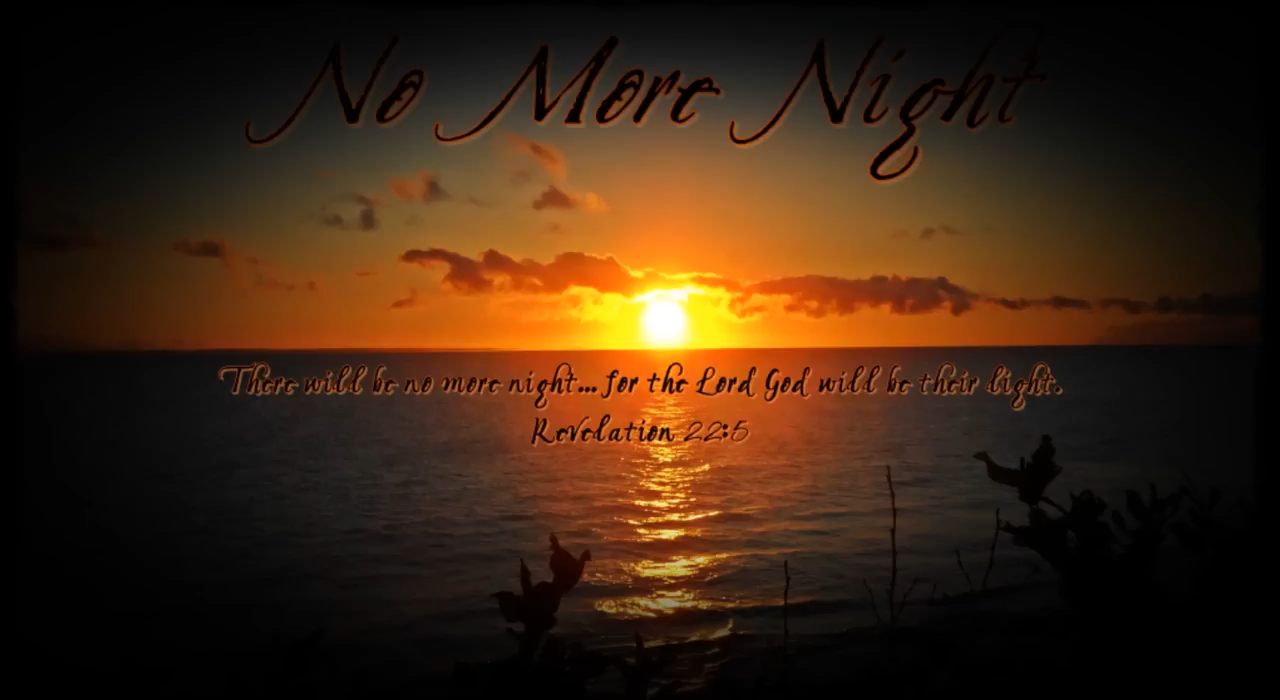 No More Night
There will be no more night... for the Lord God will be their light.
Revelation 22:5